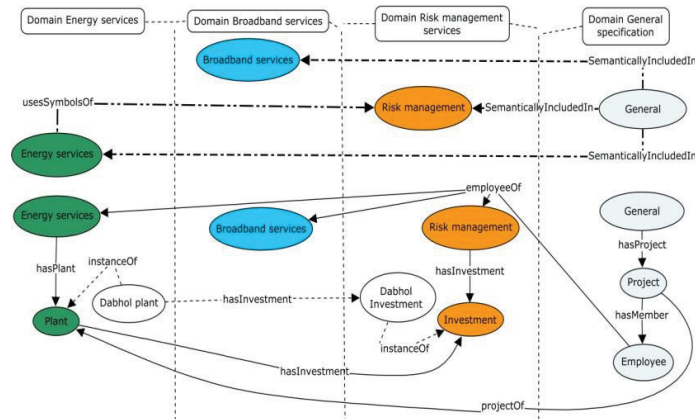 Domain Energy services
Domain Broadband services
Domain Risk management
services
Domain General
specification
Broadband services
SemanticallyIncludedIn
usesSymbolsOf
Risk management
SemanticallyIncludedIn
General
Energy services
SemanticallyIncludedIn
employeeOf
Energy services
Broadband services
Risk management
General
hasPlant
instanceOf
hasInvestment
hasProject
Dabhol plant
hasInvestment
Dabhol
Investment
Project
Plant
Investment
hasMember
instanceOf
hasInvestment
Employee
projectOf